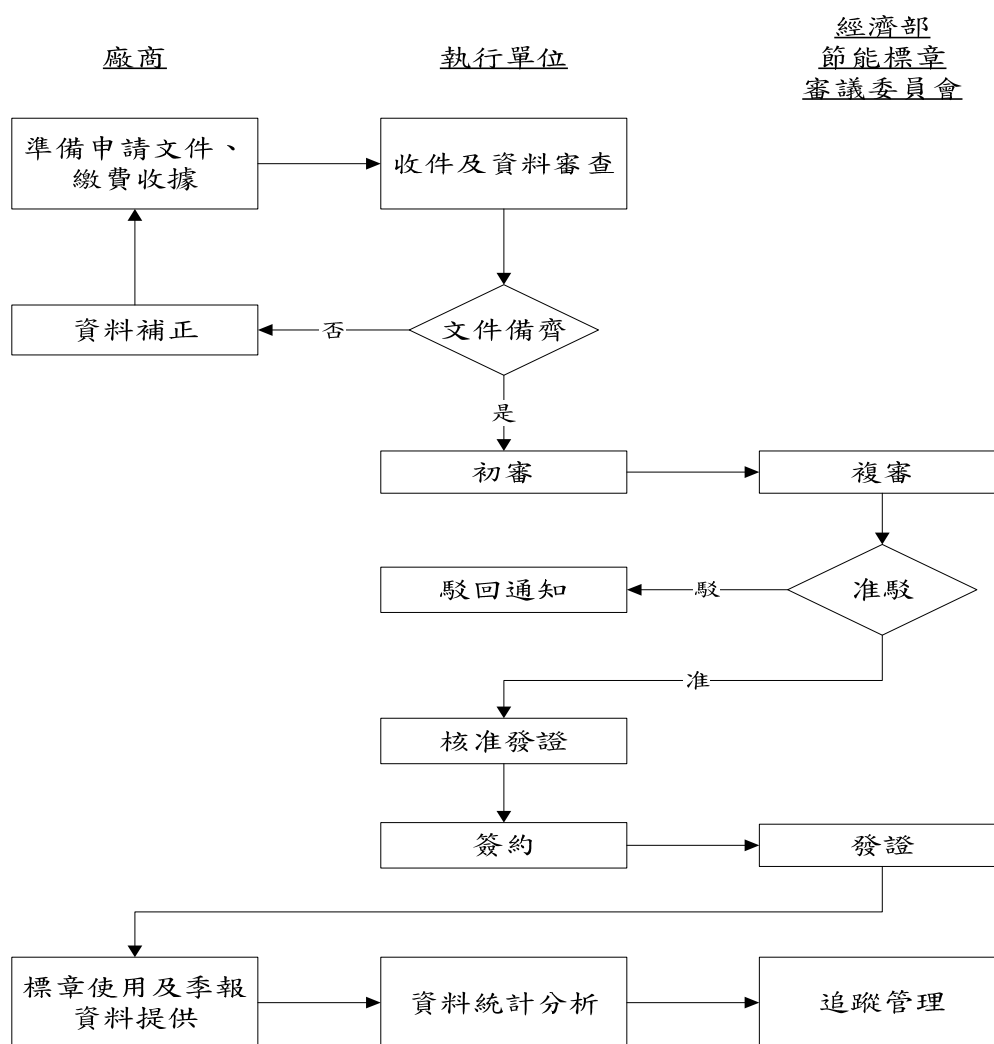 廠商
執行單位
經濟部
節能標章
審議委員會
準備申請文件、
繳費收據
收件及資料審查
資料補正
否
文件備齊
是
初審
複審
駁回通知
駁
准駁
准
核准發證
簽約
發證
標章使用及季報
資料提供
資料統計分析
追蹤管理